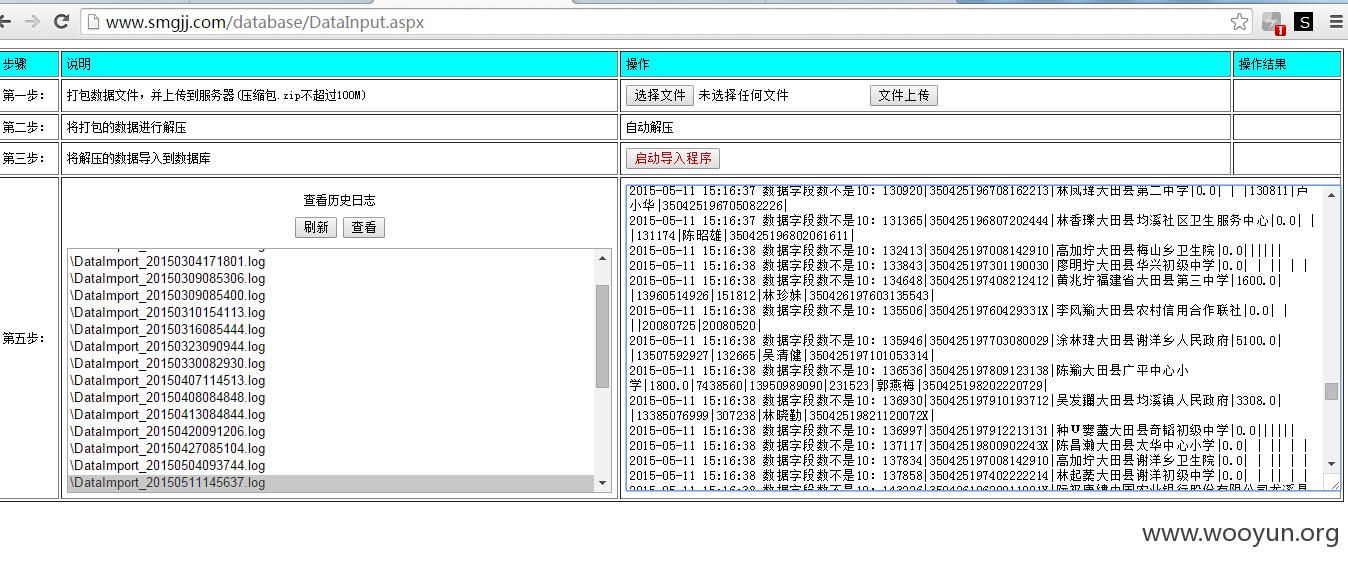 www.smgjj.com/database/DataInput.aspx
步骤 说明 操作 操作结果
第一步： 打包数据文件，并上传到服务器(压缩包.zip不超过100M) 选择文件 未选择任何文件 文件上传
第二步： 将打包的数据进行解压 自动解压
第三步： 将解压的数据导入到数据库 启动导入程序
第五步：
查看历史日志
刷新 查看
\DataImport_20150304171801.log
\DataImport_20150309085306.log
\DataImport_20150309085400.log
\DataImport_20150310154113.log
\DataImport_20150316085444.log
\DataImport_20150323090944.log
\DataImport_20150330082930.log
\DataImport_20150407114513.log
\DataImport_20150408084848.log
\DataImport_20150413084844.log
\DataImport_20150420091206.log
\DataImport_20150427085104.log
\DataImport_20150504093744.log
\DataImport_20150511145637.log
2015-05-11 15:16:37 数据字段数不是10：130920|350425196708162213|林凤瑋大田县第二中学|0.0| | |130811|卢
小华|350425196705082226|
2015-05-11 15:16:37 数据字段数不是10：131365|350425196807202444|林香瓅大田县均溪社区卫生服务中心|0.0| |
|131174|陈昭雄|350425196802061611|
2015-05-11 15:16:38 数据字段数不是10：132413|350425197008142910|高加拧大田县梅山乡卫生院|0.0||||||
2015-05-11 15:16:38 数据字段数不是10：133843|350425197301190030|廖明拧大田县华兴初级中学|0.0| | || | |
2015-05-11 15:16:38 数据字段数不是10：134648|350425197408212412|黄兆拧福建省大田县第三中学|1600.0|
|13960514926|151812|林珍妹|350426197603135543|
2015-05-11 15:16:38 数据字段数不是10：135506|35042519760429331X|李风瑜大田县农村信用合作联社|0.0| |
||20080725|20080520|
2015-05-11 15:16:38 数据字段数不是10：135946|350425197703080029|涂林瑋大田县谢洋乡人民政府|5100.0|
|13507592927|132665|吴清健|350425197101053314|
2015-05-11 15:16:38 数据字段数不是10：136536|350425197809123138|陈瑜大田县广平中心小
学|1800.0|7438560|13950989090|231523|郭燕梅|350425198202220729|
2015-05-11 15:16:38 数据字段数不是10：136930|350425197910193712|吴发鑼大田县均溪镇人民政府|3308.0|
|13385076999|307238|林晓勤|35042519821120072X|
2015-05-11 15:16:38 数据字段数不是10：136997|350425197912213131|大田县奇韬初级中学|0.0||||||
2015-05-11 15:16:38 数据字段数不是10：137117|35042519800902243X|陈昌瀨大田县太华中心小学|0.0| | || | |
2015-05-11 15:16:38 数据字段数不是10：137834|350425197008142910|高加拧大田县谢洋乡卫生院|0.0| | || | |
2015-05-11 15:16:38 数据字段数不是10：|350425197402222214|林起大田县谢洋初级中学|0.0| | || | |
www.wooyun.org